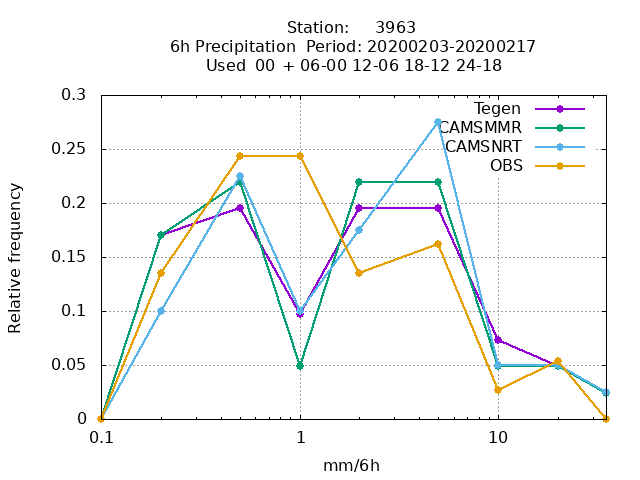 Station:     3963
6h Precipitation  Period: 20200203-20200217
Used  00  + 06-00 12-06 18-12 24-18
0.3
0.25
0.2
0.15
0.1
0.05
0
Relative frequency
Tegen
CAMSMMR
CAMSNRT
OBS
0.1
1
10
mm/6h